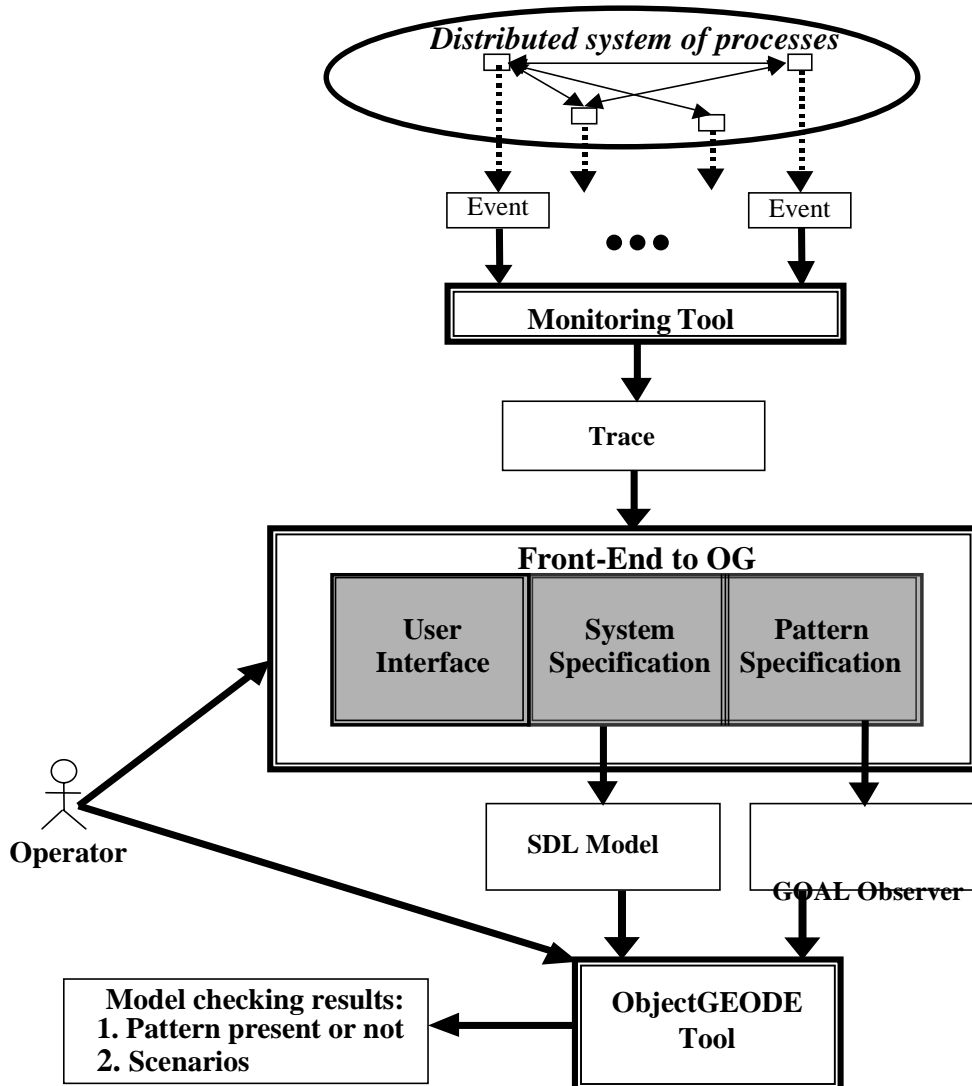 Distributed system of processes
Event
Event
Monitoring Tool
Trace
Front-End to OG
User
Interface
System
Specification
Pattern
Specification
Operator
SDL Model
GOAL Observer
Model checking results:
1. Pattern present or not
2. Scenarios
ObjectGEODE
Tool